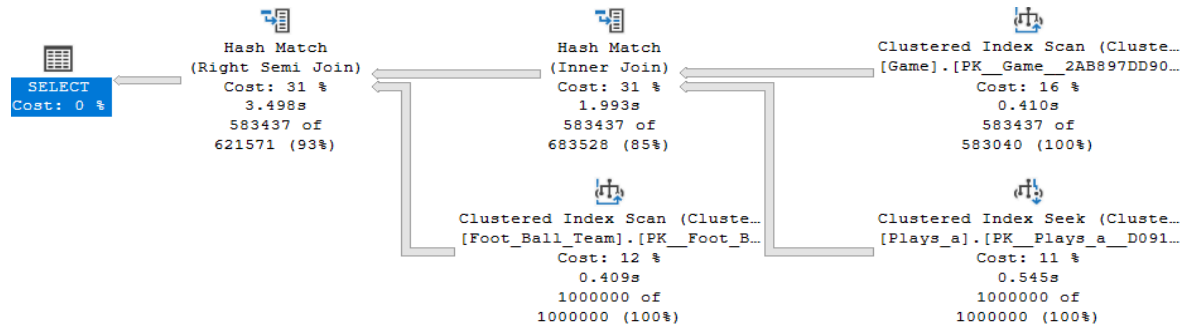 SELECT
Cost: 0 %
Hash Match
(Right Semi Join)
Cost: 31 %
3.498s
583437 of
621571 (93%)
Hash Match
(Inner Join)
Cost: 31 %
1.993s
583437 of
683528 (85%)
Clustered Index Scan (Cluste…
[Game].[PK__Game__2AB897DD90…
Cost: 16 %
0.410s
583437 of
583040 (100%)
Clustered Index Scan (Cluste…
[Foot_Ball_Team].[PK__Foot_B…
Cost: 12 %
0.409s
1000000 of
1000000 (100%)
Clustered Index Seek (Cluste…
[Plays_a].[PK__Plays_a__D091…
Cost: 11 %
0.545s
1000000 of
1000000 (100%)